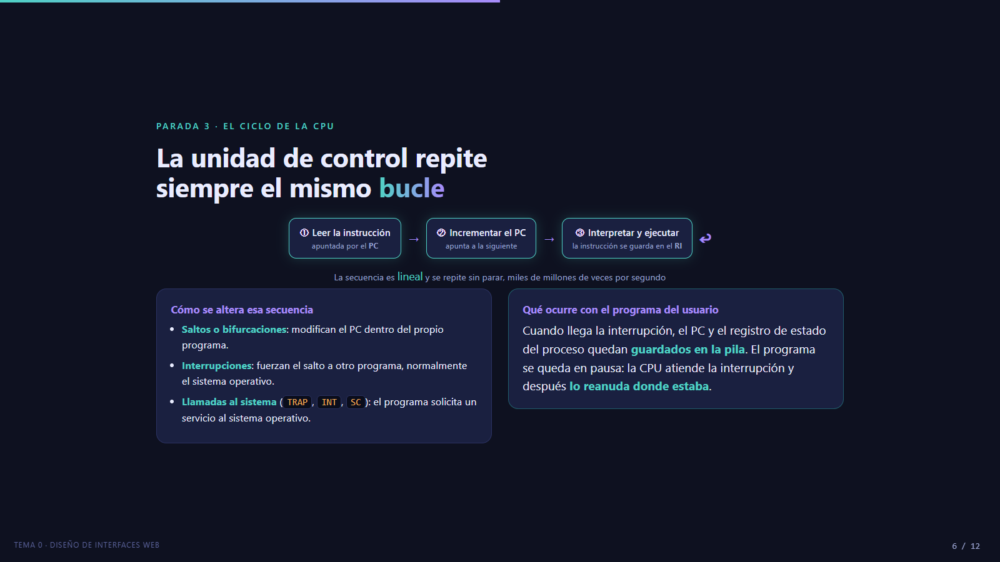 PARADA 3 · EL CICLO DE LA CPU
La unidad de control repite
siempre el mismo bucle
① Leer la instrucción
apuntada por el PC
→
② Incrementar el PC
apunta a la siguiente
→
③ Interpretar y ejecutar
la instrucción se guarda en el RI
↩
La secuencia es lineal y se repite sin parar, miles de millones de veces por segundo
Cómo se altera esa secuencia
• Saltos o bifurcaciones: modifican el PC dentro del propio
programa.
• Interrupciones: fuerzan el salto a otro programa, normalmente
el sistema operativo.
• Llamadas al sistema (TRAP, INT, SC): el programa solicita un
servicio al sistema operativo.
Qué ocurre con el programa del usuario
Cuando llega la interrupción, el PC y el registro de estado
del proceso quedan guardados en la pila. El programa
se queda en pausa: la CPU atiende la interrupción y
después lo reanuda donde estaba.
TEMA 0 · DISEÑO DE INTERFACES WEB
6 / 12